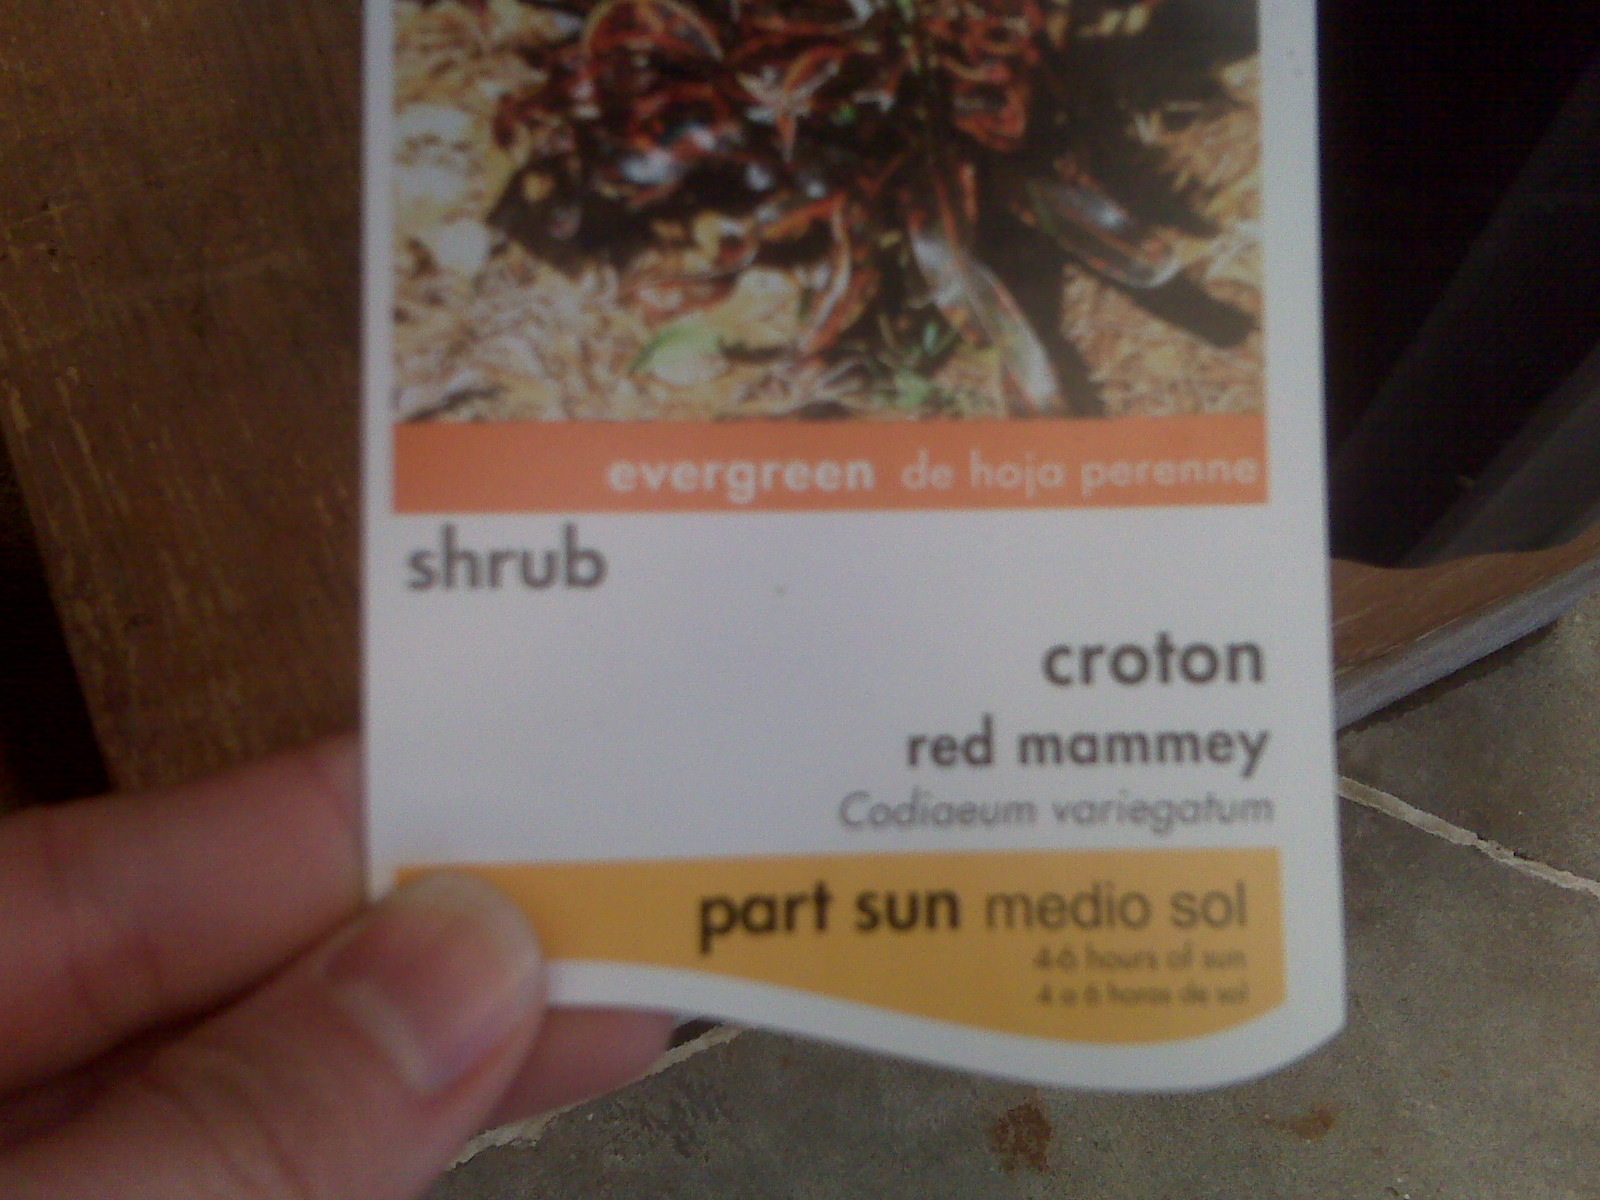 evergreen de hoja perenne
shrub
croton
red mammey
Codiaeum variegatum
part sun medio sol
4-6 hours of sun
4 a 6 horas de sol